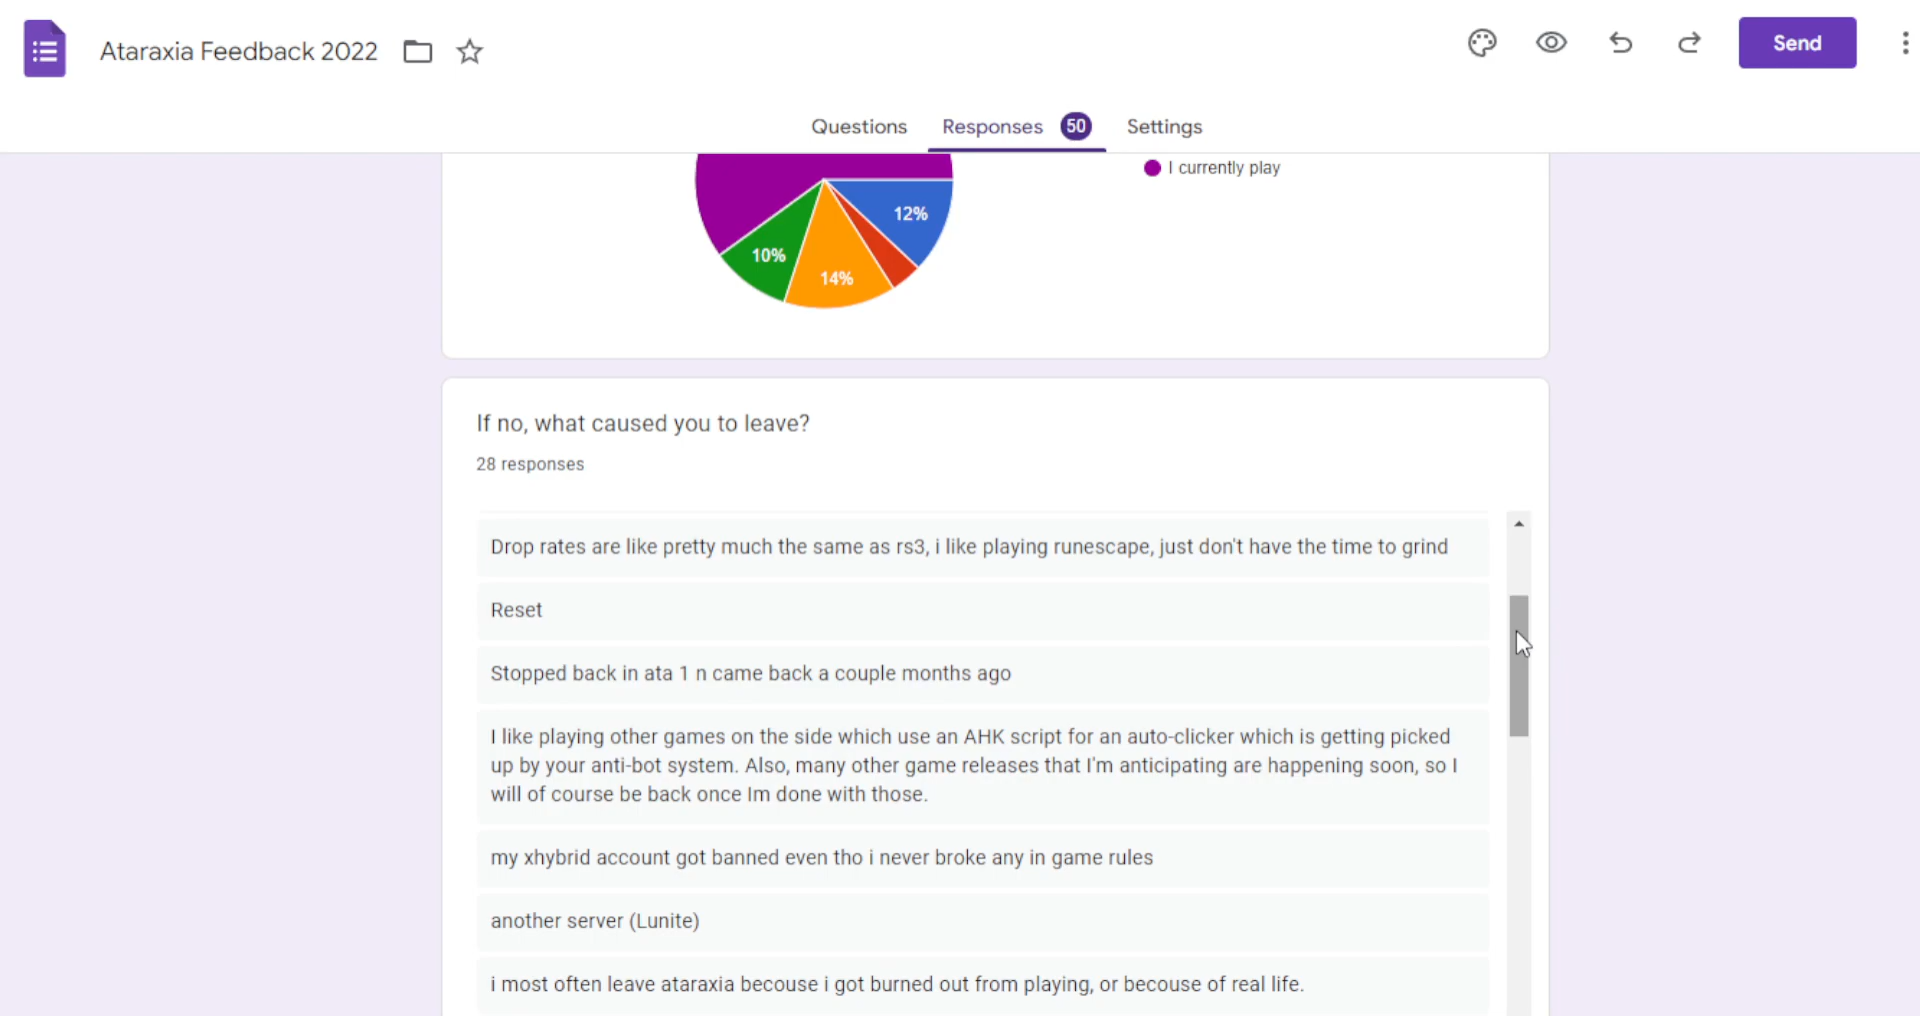 Ataraxia Feedback 2022
Send
Questions
Responses 50
Settings
I currently play
12%
10%
14%
If no, what caused you to leave?
28 responses
Drop rates are like pretty much the same as rs3, i like playing runescape, just don't have the time to grind
Reset
Stopped back in ata 1 n came back a couple months ago
I like playing other games on the side which use an AHK script for an auto-clicker which is getting picked
up by your anti-bot system. Also, many other game releases that I'm anticipating are happening soon, so I
will of course be back once Im done with those.
my xhybrid account got banned even tho i never broke any in game rules
another server (Lunite)
i most often leave ataraxia becouse i got burned out from playing, or becouse of real life.